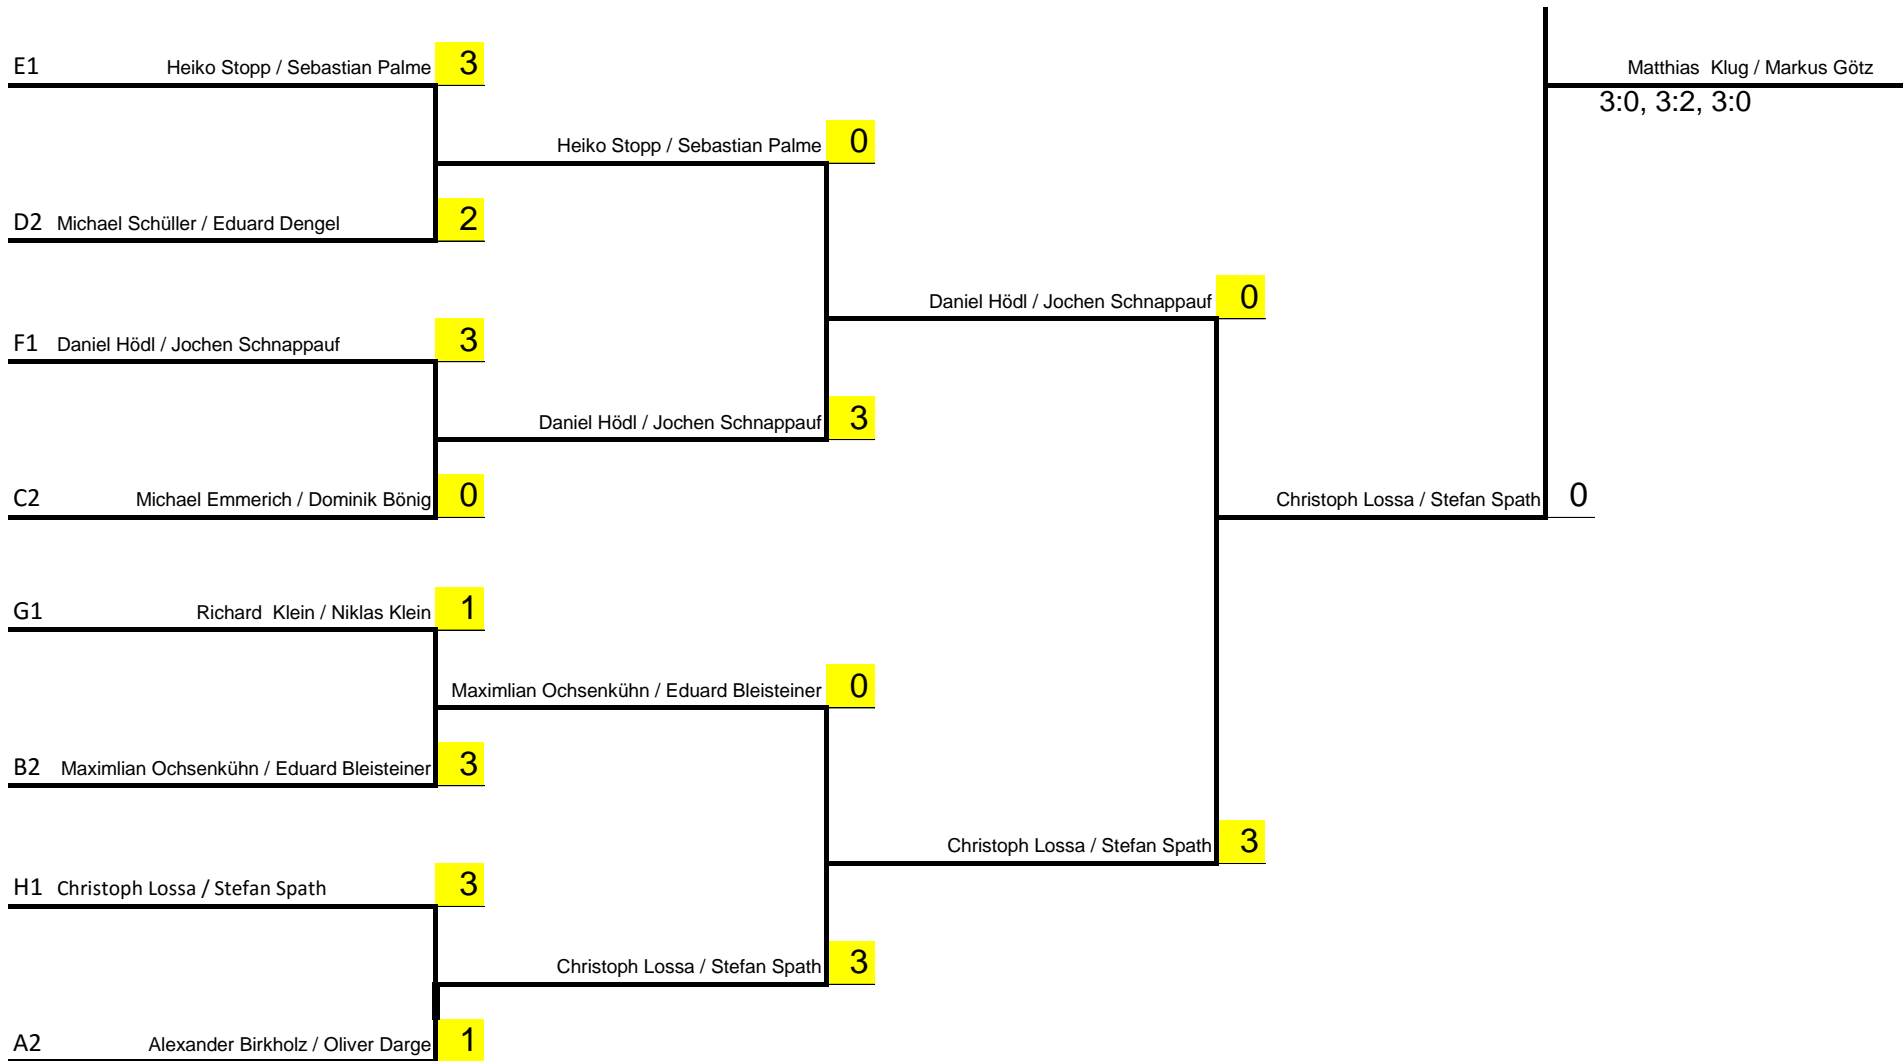 E1 Heiko Stopp / Sebastian Palme 3
Matthias  Klug / Markus Götz
3:0, 3:2, 3:0
Heiko Stopp / Sebastian Palme 0
D2 Michael Schüller / Eduard Dengel 2
Daniel Hödl / Jochen Schnappauf 0
F1 Daniel Hödl / Jochen Schnappauf 3
Daniel Hödl / Jochen Schnappauf 3
C2 Michael Emmerich / Dominik Bönig 0
Christoph Lossa / Stefan Spath 0
G1 Richard  Klein / Niklas Klein 1
Maximlian Ochsenkühn / Eduard Bleisteiner 0
B2 Maximlian Ochsenkühn / Eduard Bleisteiner 3
Christoph Lossa / Stefan Spath 3
H1 Christoph Lossa / Stefan Spath 3
Christoph Lossa / Stefan Spath 3
A2 Alexander Birkholz / Oliver Darge 1